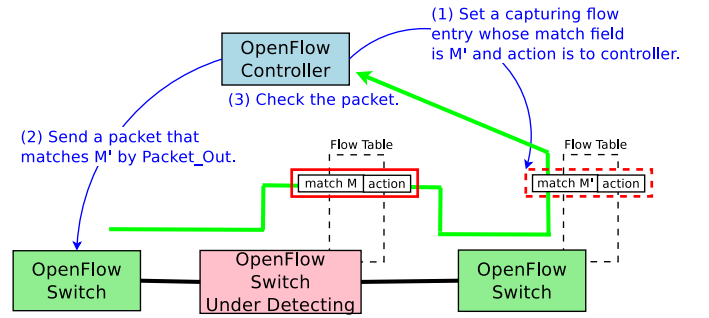 (1) Set a capturing flow
entry whose match field
is M' and action is to controller.
OpenFlow
Controller
(3) Check the packet.
(2) Send a packet that
matches M' by Packet_Out.
Flow Table
match M action
Flow Table
match M' action
OpenFlow
Switch
OpenFlow
Switch
Under Detecting
OpenFlow
Switch